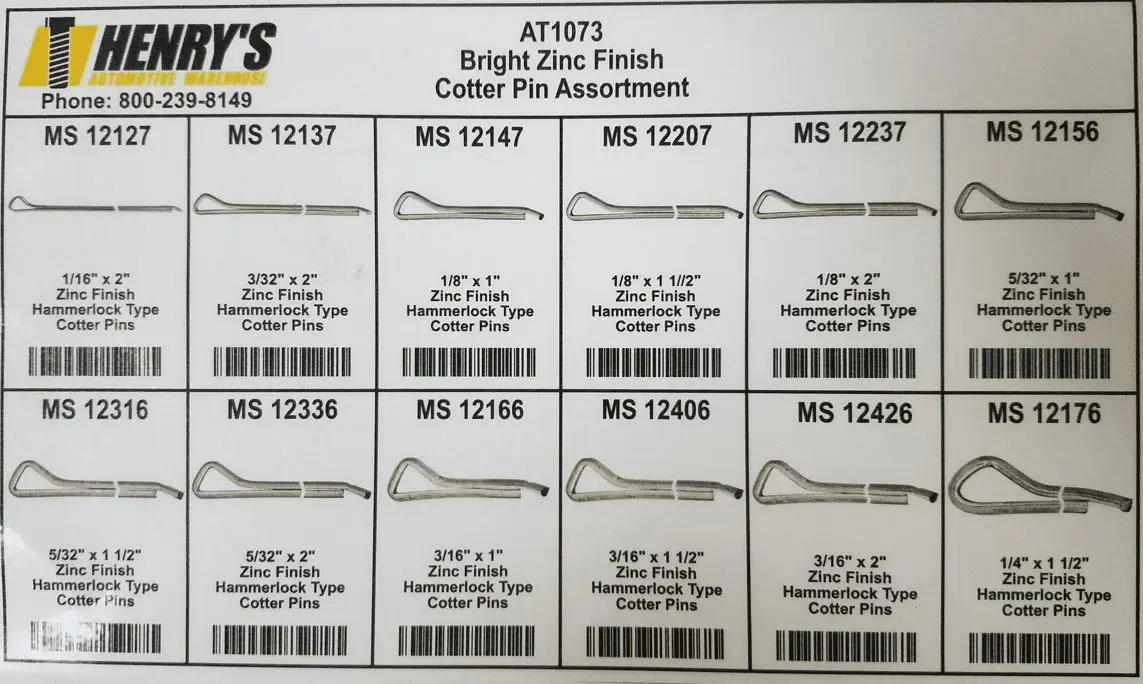 HENRY'S
AUTOMOTIVE WAREHOUSE
Phone: 800-239-8149
AT1073
Bright Zinc Finish
Cotter Pin Assortment
MS 12127
1/16" x 2"
Zinc Finish
Hammerlock Type
Cotter Pins
MS 12137
3/32" x 2"
Zinc Finish
Hammerlock Type
Cotter Pins
MS 12147
1/8" x 1"
Zinc Finish
Hammerlock Type
Cotter Pins
MS 12207
1/8" x 1 1//2"
Zinc Finish
Hammerlock Type
Cotter Pins
MS 12237
1/8" x 2"
Zinc Finish
Hammerlock Type
Cotter Pins
MS 12156
5/32" x 1"
Zinc Finish
Hammerlock Type
Cotter Pins
MS 12316
5/32" x 1 1/2"
Zinc Finish
Hammerlock Type
Cotter Pins
MS 12336
5/32" x 2"
Zinc Finish
Hammerlock Type
Cotter Pins
MS 12166
3/16" x 1"
Zinc Finish
Hammerlock Type
Cotter Pins
MS 12406
3/16" x 1 1/2"
Zinc Finish
Hammerlock Type
Cotter Pins
MS 12426
3/16" x 2"
Zinc Finish
Hammerlock Type
Cotter Pins
MS 12176
1/4" x 1 1/2"
Zinc Finish
Hammerlock Type
Cotter Pins